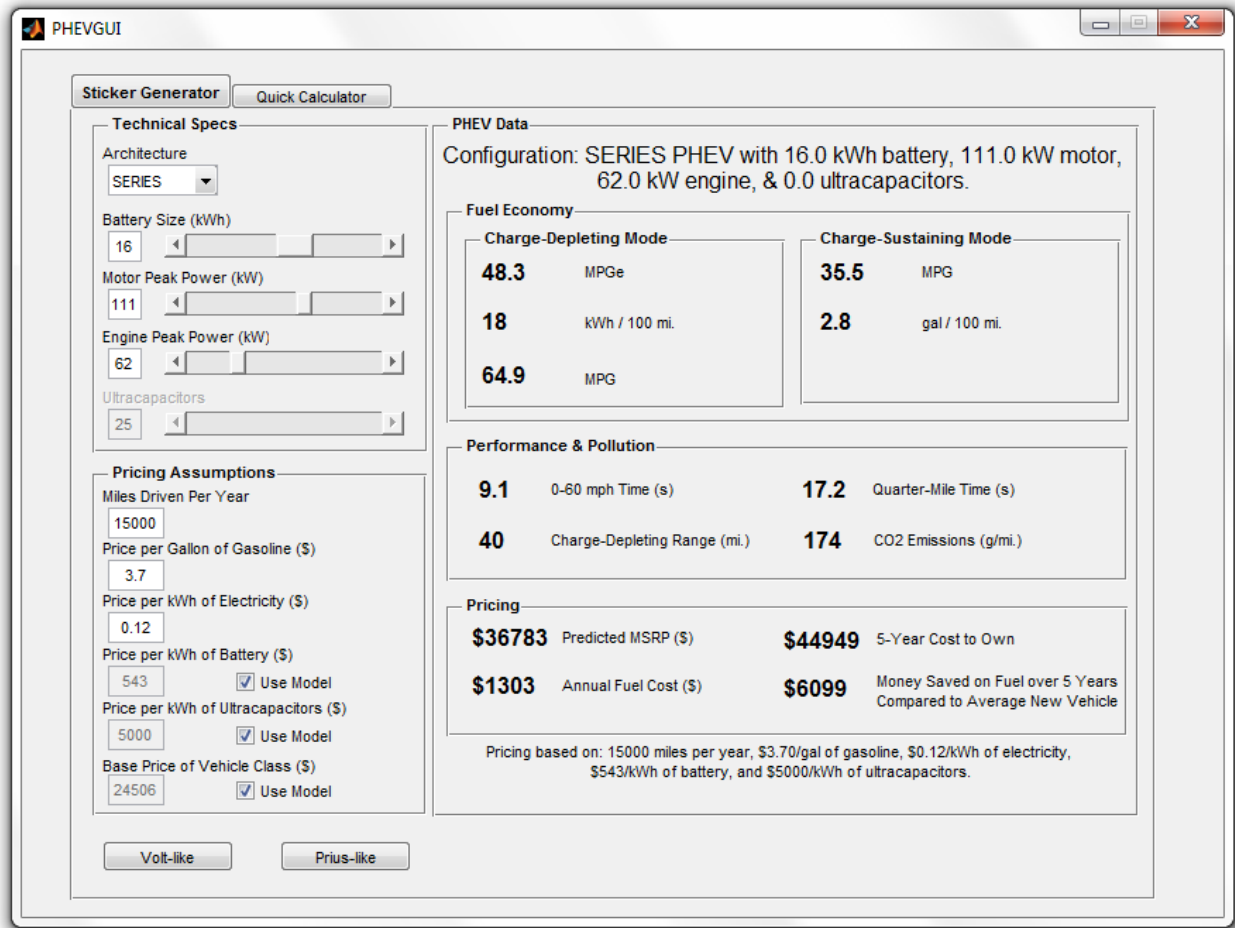 PHEVGUI
Sticker Generator
Quick Calculator
Technical Specs
Architecture
SERIES
Battery Size (kWh)
16
Motor Peak Power (kW)
111
Engine Peak Power (kW)
62
Ultracapacitors
25
Pricing Assumptions
Miles Driven Per Year
15000
Price per Gallon of Gasoline ($)
3.7
Price per kWh of Electricity ($)
0.12
Price per kWh of Battery ($)
543 Use Model
Price per kWh of Ultracapacitors ($)
5000 Use Model
Base Price of Vehicle Class ($)
24506 Use Model
Volt-like
Prius-like
PHEV Data
Configuration: SERIES PHEV with 16.0 kWh battery, 111.0 kW motor,
62.0 kW engine, & 0.0 ultracapacitors.
Fuel Economy
Charge-Depleting Mode
48.3 MPGe
18 kWh / 100 mi.
64.9 MPG
Charge-Sustaining Mode
35.5 MPG
2.8 gal / 100 mi.
Performance & Pollution
9.1 0-60 mph Time (s)
17.2 Quarter-Mile Time (s)
40 Charge-Depleting Range (mi.)
174 CO2 Emissions (g/mi.)
Pricing
$36783 Predicted MSRP ($)
$44949 5-Year Cost to Own
$1303 Annual Fuel Cost ($)
$6099 Money Saved on Fuel over 5 Years
Compared to Average New Vehicle
Pricing based on: 15000 miles per year, $3.70/gal of gasoline, $0.12/kWh of electricity,
$543/kWh of battery, and $5000/kWh of ultracapacitors.